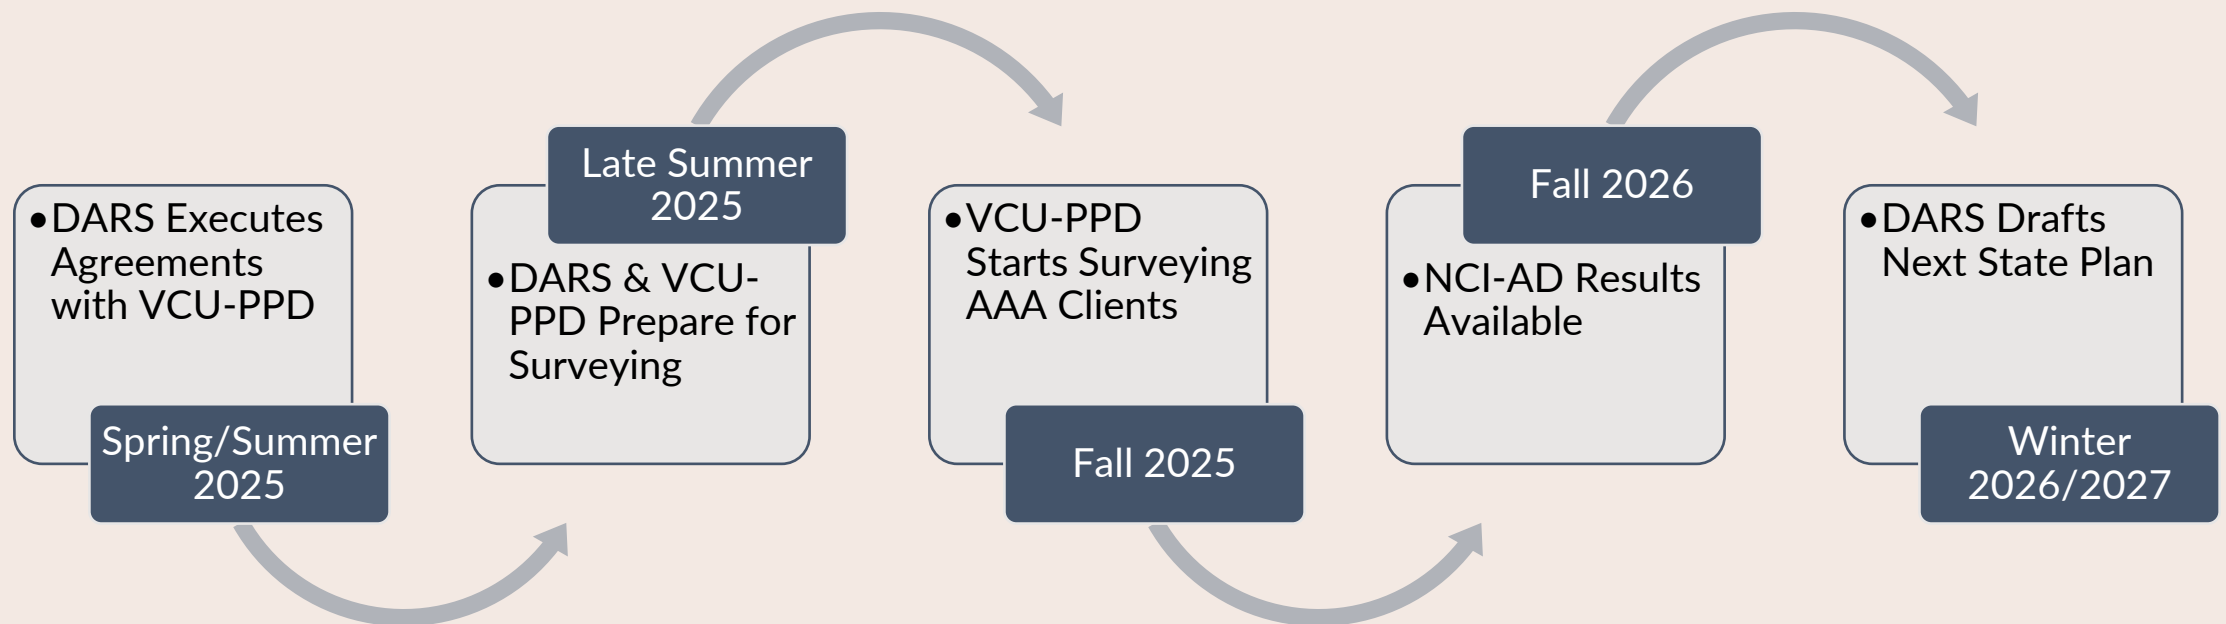 •DARS Executes
Agreements
with VCU-PPD
Spring/Summer
2025
Late Summer
2025
•DARS & VCU-
PPD Prepare for
Surveying
•VCU-PPD
Starts Surveying
AAA Clients
Fall 2025
Fall 2026
•NCI-AD Results
Available
•DARS Drafts
Next State Plan
Winter
2026/2027